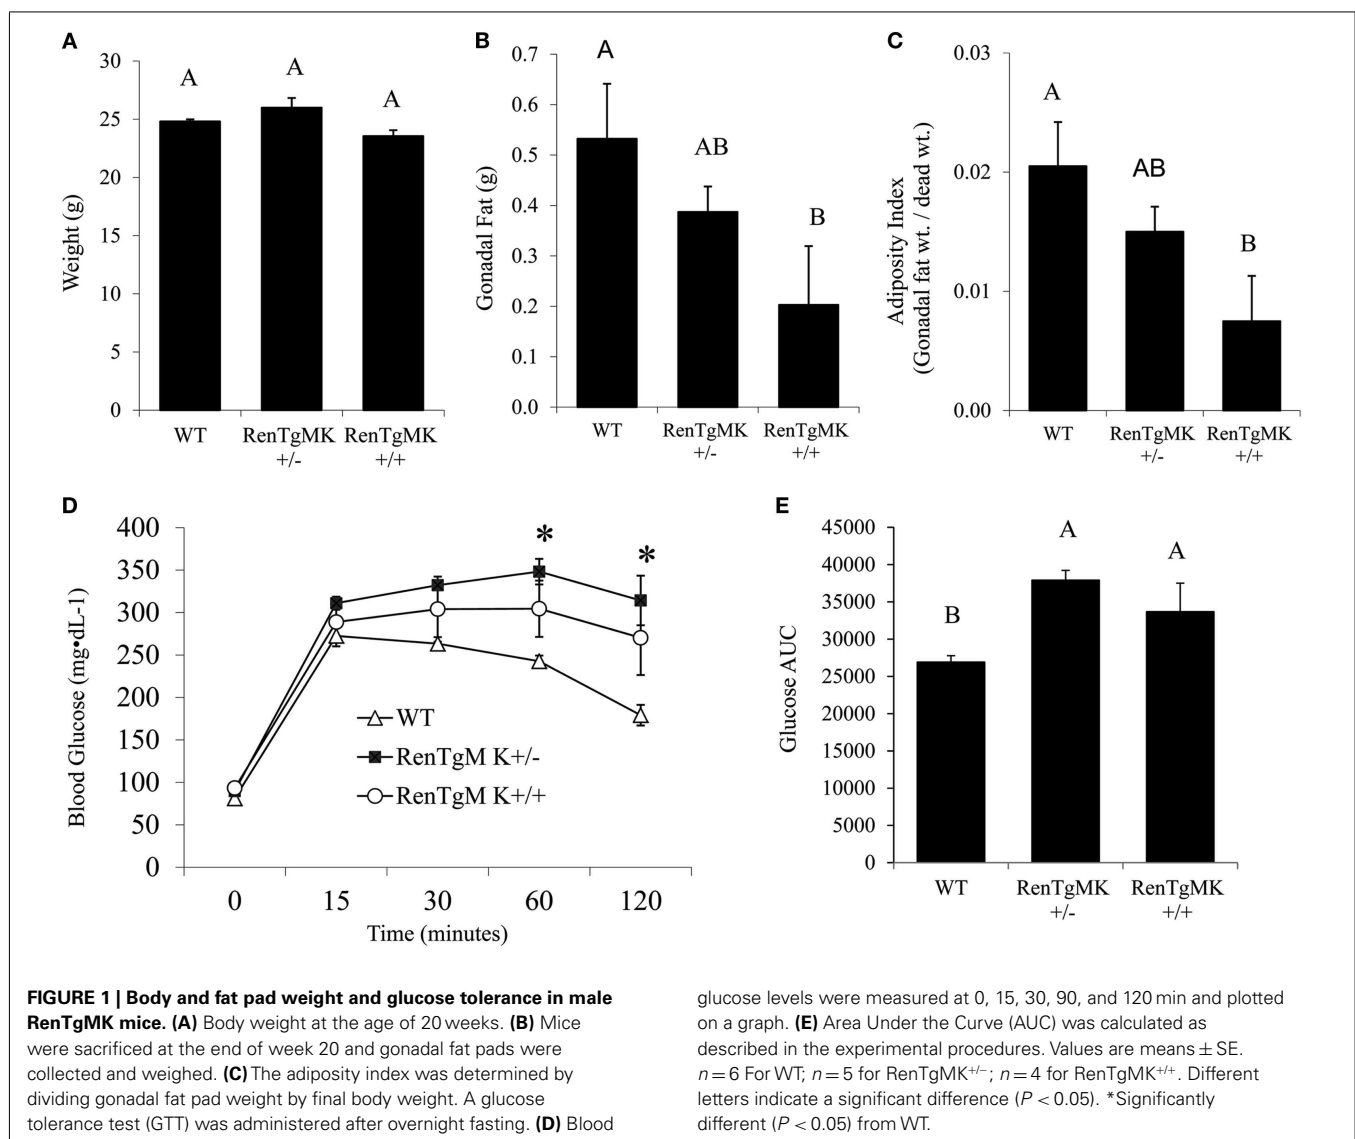 A
30
25
20
15
10
5
0
Weight (g)
A
A
A
WT
RenTgMK
+/-
RenTgMK
+/+
B
0.7
0.6
0.5
0.4
0.3
0.2
0.1
0.0
Gonadal Fat (g)
A
AB
B
WT
RenTgMK
+/-
RenTgMK
+/+
C
0.03
0.02
0.01
0.00
Adiposity Index
(Gonadal fat wt. / dead wt.)
A
AB
B
WT
RenTgMK
+/-
RenTgMK
+/+
D
400
350
300
250
200
150
100
50
0
Blood Glucose (mg•dL-1)
*
*
WT
RenTgM K+/-
RenTgM K+/+
0 15 30 60 120
Time (minutes)
E
45000
40000
35000
30000
25000
20000
15000
10000
5000
0
Glucose AUC
B
A
A
WT
RenTgMK
+/-
RenTgMK
+/+
FIGURE 1 | Body and fat pad weight and glucose tolerance in male
RenTgMK mice. (A) Body weight at the age of 20 weeks. (B) Mice
were sacrificed at the end of week 20 and gonadal fat pads were
collected and weighed. (C) The adiposity index was determined by
dividing gonadal fat pad weight by final body weight. A glucose
tolerance test (GTT) was administered after overnight fasting. (D) Blood
glucose levels were measured at 0, 15, 30, 90, and 120 min and plotted
on a graph. (E) Area Under the Curve (AUC) was calculated as
described in the experimental procedures. Values are means ± SE.
n = 6 For WT; n = 5 for RenTgMK+/−; n = 4 for RenTgMK+/+. Different
letters indicate a significant difference (P < 0.05). *Significantly
different (P < 0.05) from WT.